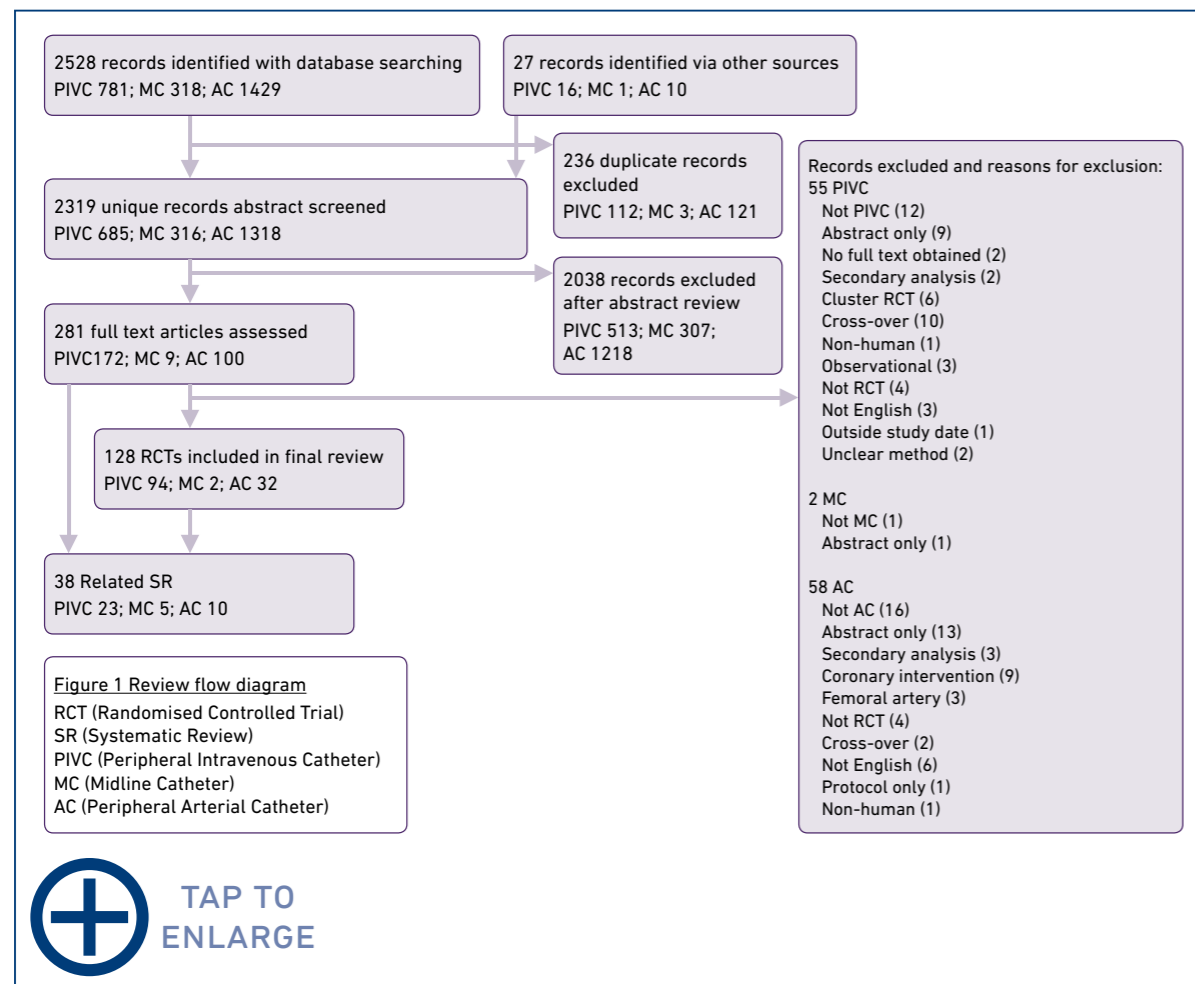 2528 records identified with database searching
PIVC 781; MC 318; AC 1429
27 records identified via other sources
PIVC 16; MC 1; AC 10
236 duplicate records
excluded
PIVC 112; MC 3; AC 121
2319 unique records abstract screened
PIVC 685; MC 316; AC 1318
2038 records excluded
after abstract review
PIVC 513; MC 307;
AC 1218
281 full text articles assessed
PIVC172; MC 9; AC 100
Records excluded and reasons for exclusion:
55 PIVC
Not PIVC (12)
Abstract only (9)
No full text obtained (2)
Secondary analysis (2)
Cluster RCT (6)
Cross-over (10)
Non-human (1)
Observational (3)
Not RCT (4)
Not English (3)
Outside study date (1)
Unclear method (2)
2 MC
Not MC (1)
Abstract only (1)
58 AC
Not AC (16)
Abstract only (13)
Secondary analysis (3)
Coronary intervention (9)
Femoral artery (3)
Not RCT (4)
Cross-over (2)
Not English (6)
Protocol only (1)
Non-human (1)
128 RCTs included in final review
PIVC 94; MC 2; AC 32
38 Related SR
PIVC 23; MC 5; AC 10
Figure 1 Review flow diagram
RCT (Randomised Controlled Trial)
SR (Systematic Review)
PIVC (Peripheral Intravenous Catheter)
MC (Midline Catheter)
AC (Peripheral Arterial Catheter)
TAP TO
ENLARGE